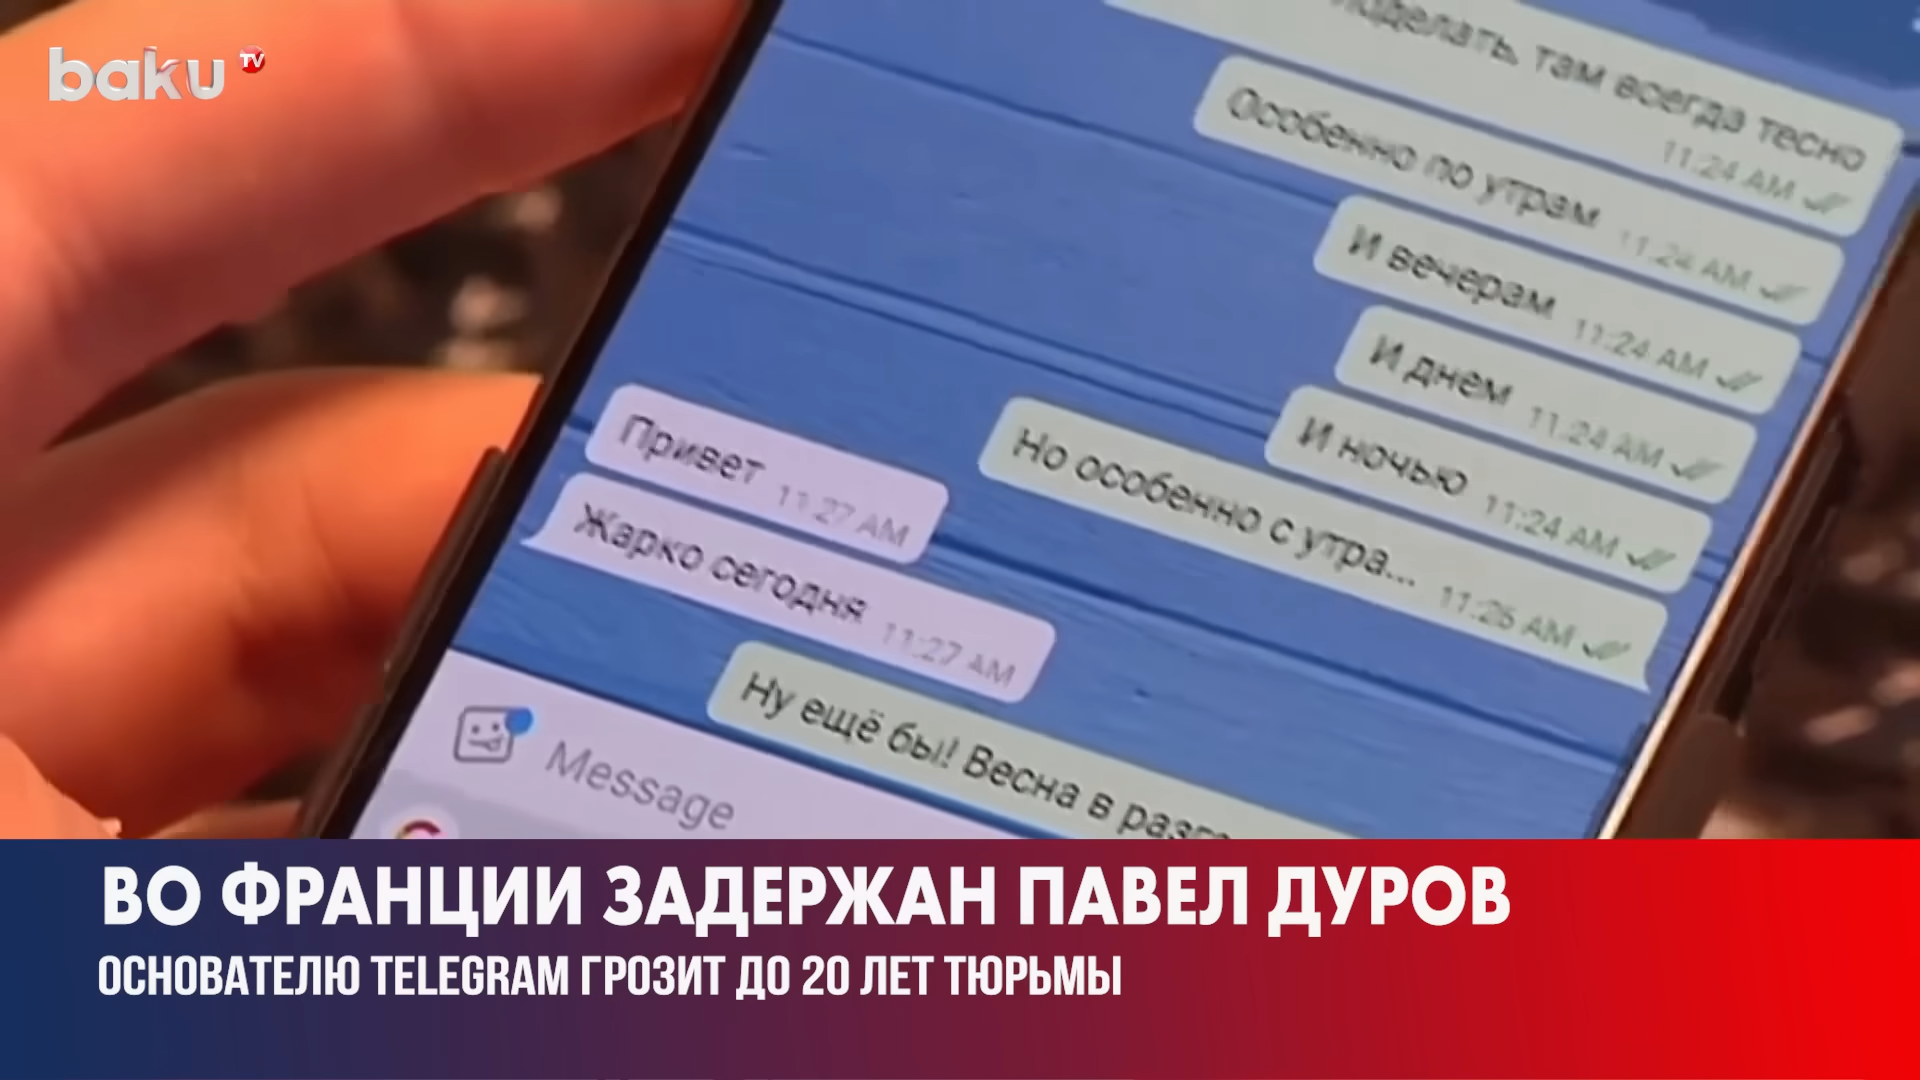 baku TV
поделать, там всегда тесно
11:24 AM
Особенно по утрам 11:24 AM
И вечерам 11:24 AM
И днем 11:24 AM
И ночью 11:24 AM
Но особенно с утра... 11:26 AM
Привет 11:27 AM
Жарко сегодня 11:27 AM
Ну ещё бы! Весна в
Message
ВО ФРАНЦИИ ЗАДЕРЖАН ПАВЕЛ ДУРОВ
ОСНОВАТЕЛЮ TELEGRAM ГРОЗИТ ДО 20 ЛЕТ ТЮРЬМЫ